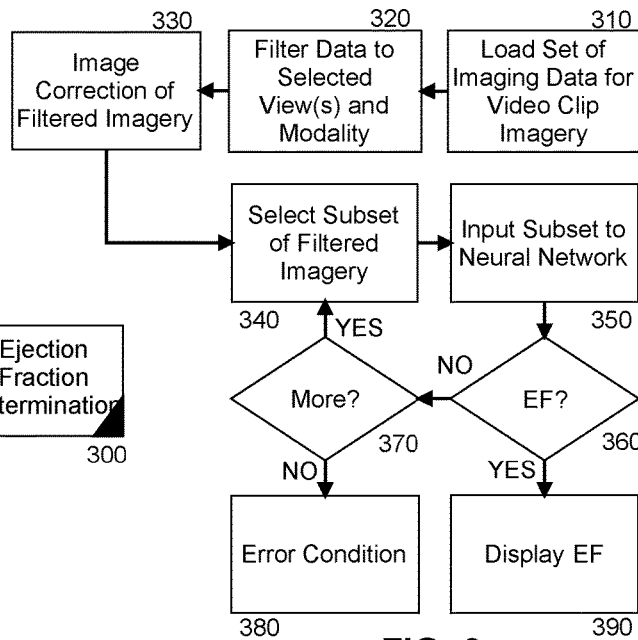 330
320
310
Image
Correction of
Filtered Imagery
Filter Data to
Selected
View(s) and
Modality
Load Set of
Imaging Data for
Video Clip
Imagery
Select Subset
of Filtered
Imagery
Input Subset to
Neural Network
340
YES
350
Ejection
Fraction
termination
300
More?
NO
EF?
370
360
NO
YES
Error Condition
Display EF
380
390